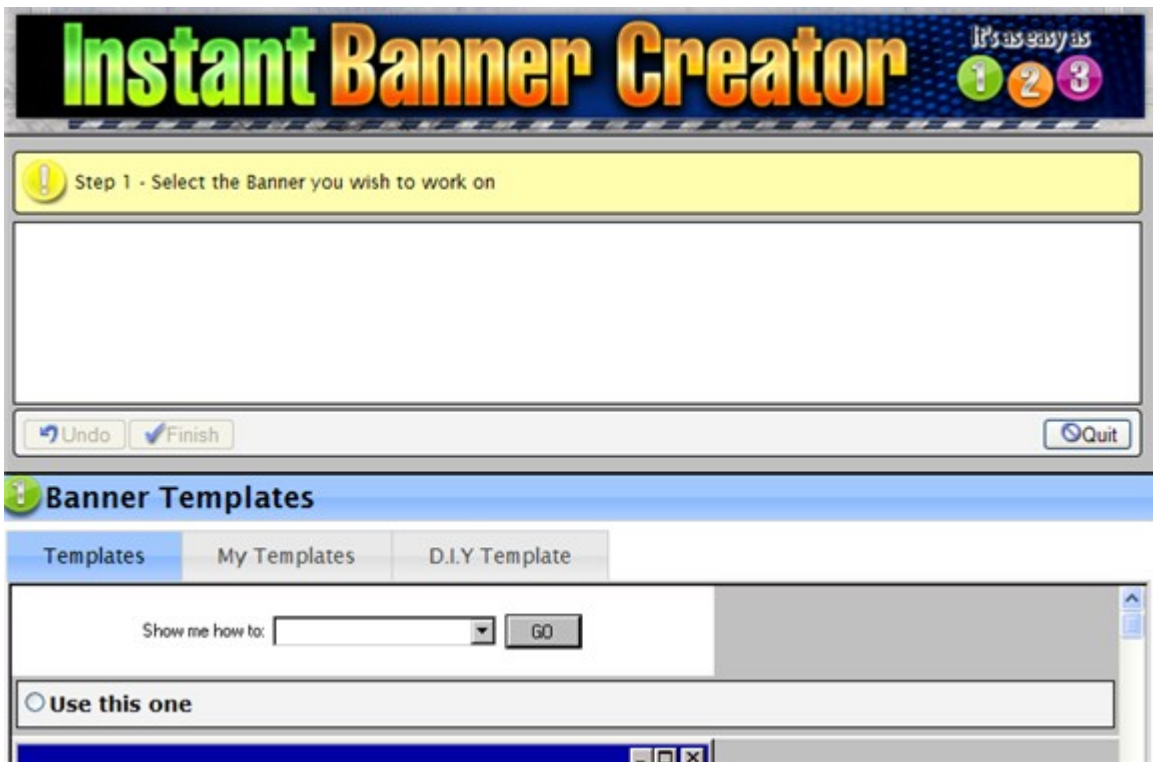 Instant Banner Creator
It's as easy as
1 2 3
Step 1 - Select the Banner you wish to work on
Undo Finish Quit
1 Banner Templates
Templates My Templates D.I.Y Template
Show me how to: GO
Use this one